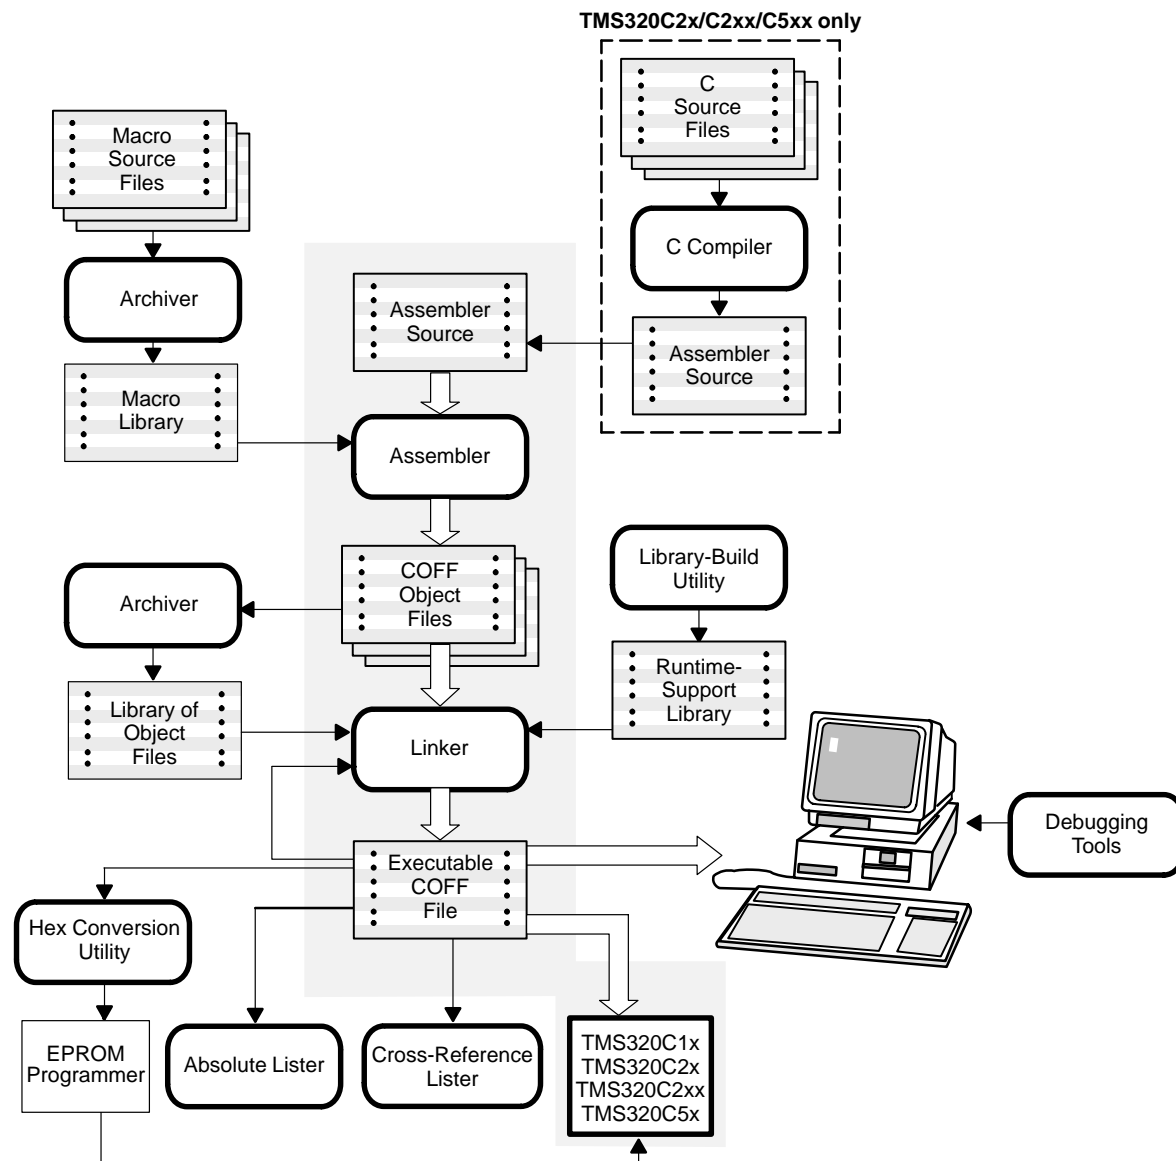 TMS320C2x/C2xx/C5xx only
C
Source
Files
Macro
Source
Files
C Compiler
Archiver
Assembler
Source
Assembler
Source
Macro
Library
Assembler
Library-Build
Utility
COFF
Object
Files
Archiver
Runtime-
Support
Library
Library of
Object
Files
Linker
Debugging
Tools
Executable
COFF
File
Hex Conversion
Utility
EPROM
Programmer
Absolute Lister
Cross-Reference
Lister
TMS320C1x
TMS320C2x
TMS320C2xx
TMS320C5x